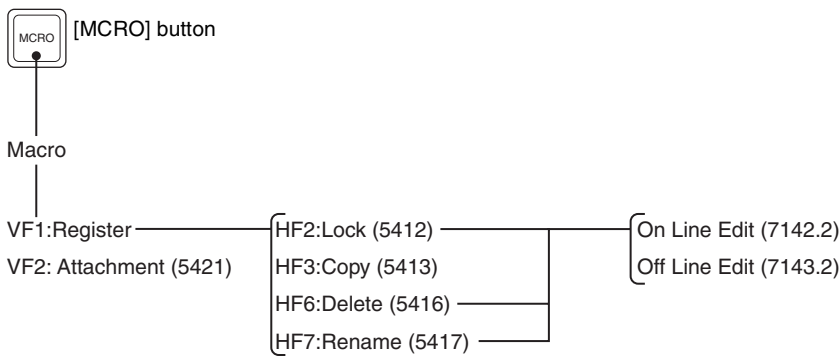 MCRO
[MCRO] button
Macro
VF1:Register
HF2:Lock (5412)
On Line Edit (7142.2)
VF2: Attachment (5421)
HF3:Copy (5413)
Off Line Edit (7143.2)
HF6:Delete (5416)
HF7:Rename (5417)